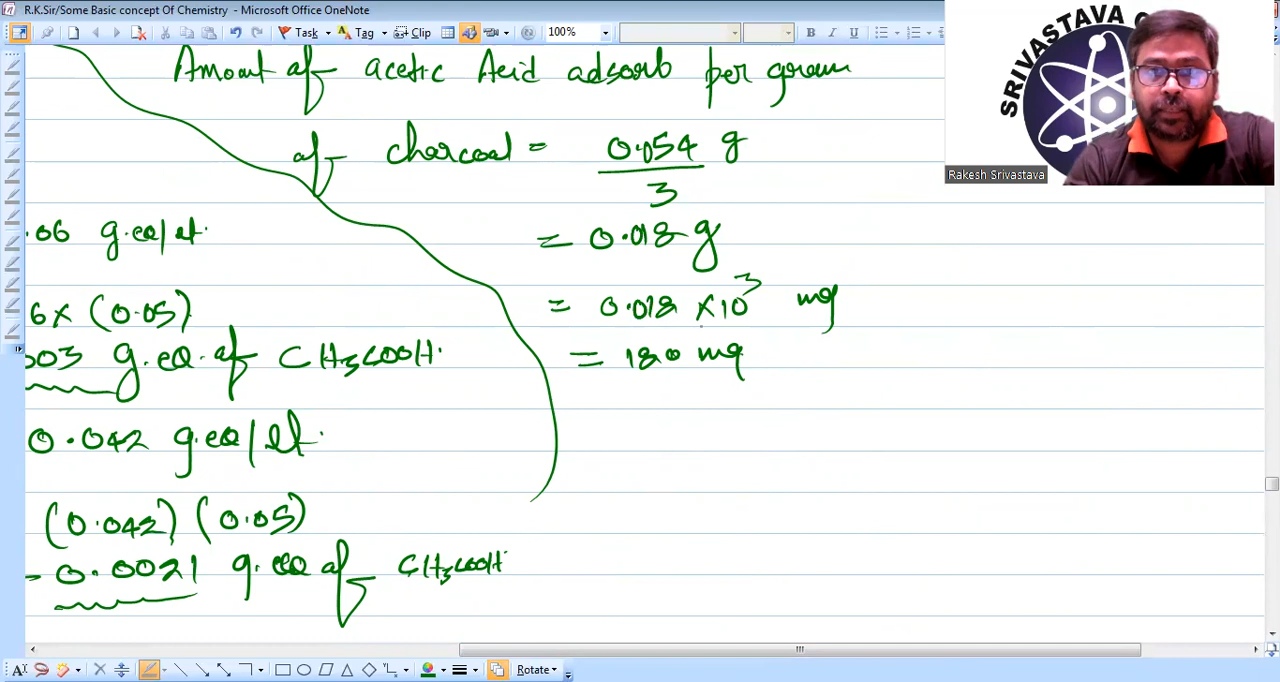 R.K.Sir/Some Basic concept Of Chemistry - Microsoft Office OneNote
Task Tag Clip 100% B I U
SRIVASTAVA
Rakesh Srivastava
Amount of acetic Acid adsorb per gram
of charcoal = 0.054 g
3
= 0.018 g
= 0.018 × 10³ mg
= 180 mg
.06 g.eq/lt.
6 × (0.05)
003 g.eq. of CH3COOH.
0.042 g.eq/lt.
(0.042) (0.05)
- 0.0021 g.eq of CH3COOH
Rotate